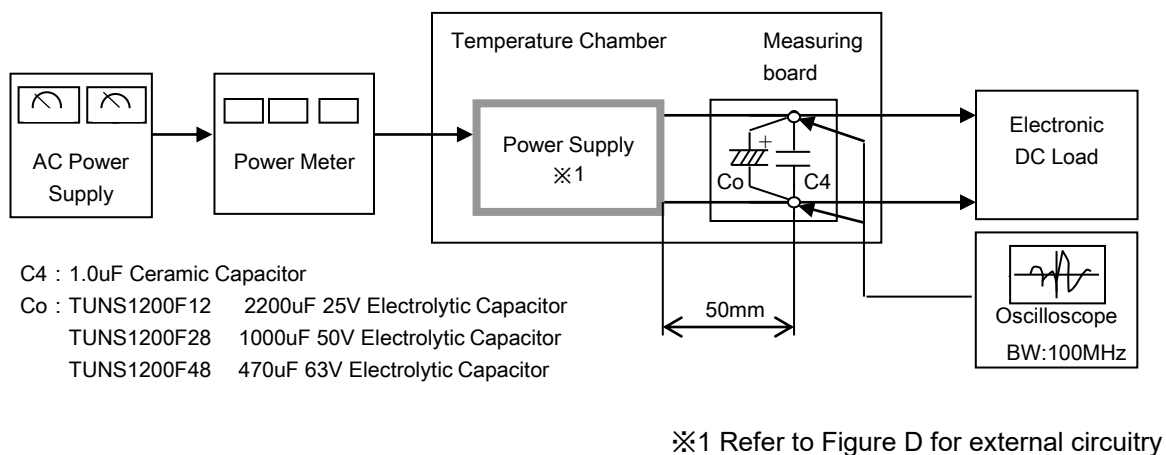 Temperature Chamber
Measuring
board
AC Power
Supply
Power Meter
Power Supply
※1
+
Co
C4
Electronic
DC Load
C4 : 1.0uF Ceramic Capacitor
Co : TUNS1200F12 2200uF 25V Electrolytic Capacitor
TUNS1200F28 1000uF 50V Electrolytic Capacitor
TUNS1200F48 470uF 63V Electrolytic Capacitor
50mm
Oscilloscope
BW:100MHz
※1 Refer to Figure D for external circuitry